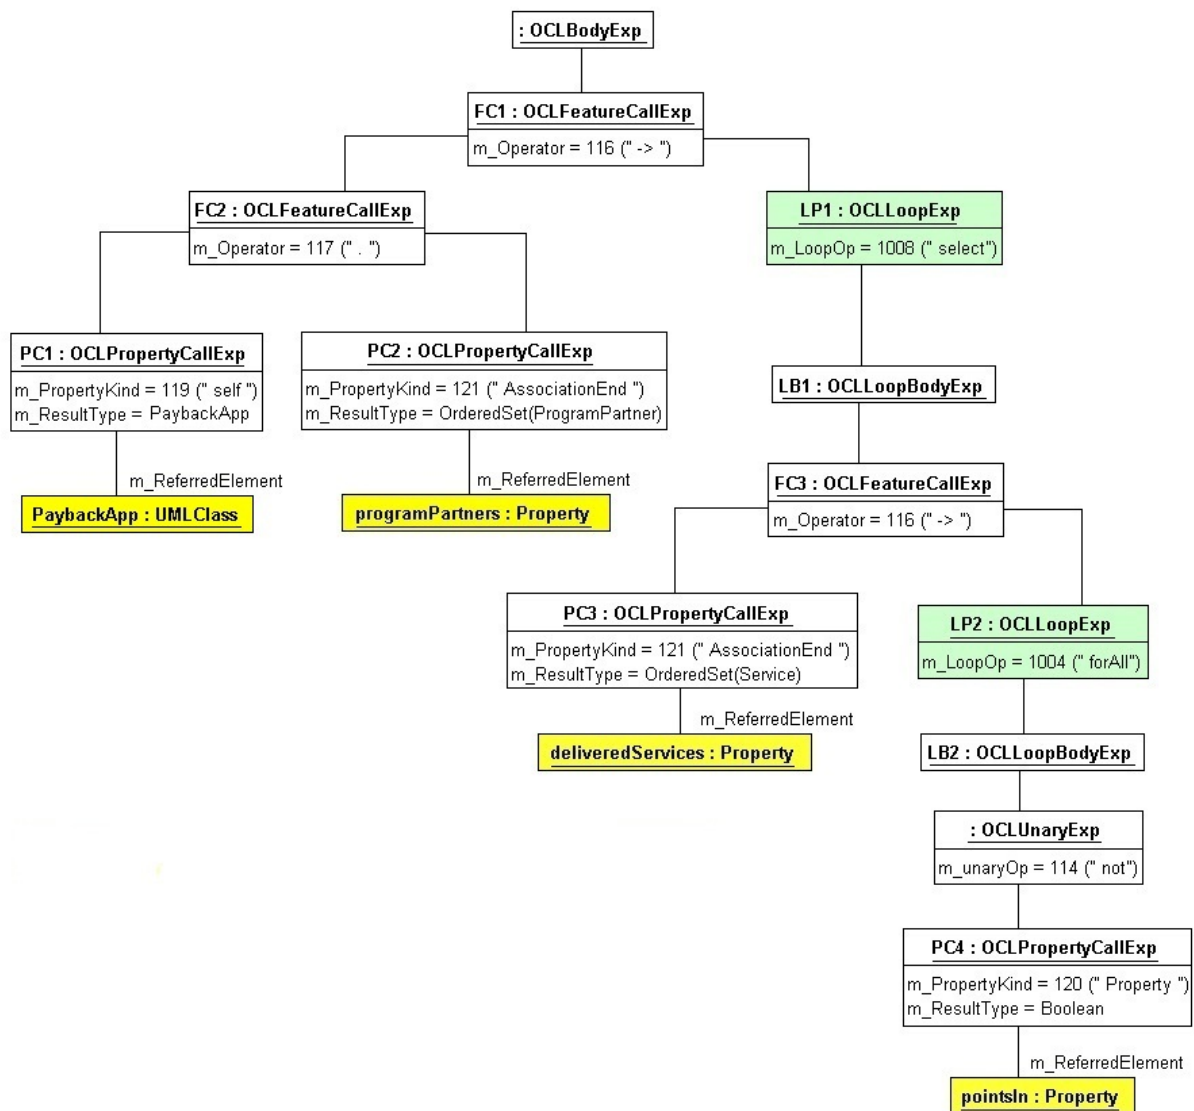 : OCLBodyExp
FC1 : OCLFeatureCallExp
m_Operator = 116 (" -> ")
FC2 : OCLFeatureCallExp
m_Operator = 117 (" . ")
LP1 : OCLLoopExp
m_LoopOp = 1008 (" select")
PC1 : OCLPropertyCallExp
m_PropertyKind = 119 (" self ")
m_ResultType = PaybackApp
PC2 : OCLPropertyCallExp
m_PropertyKind = 121 (" AssociationEnd ")
m_ResultType = OrderedSet(ProgramPartner)
LB1 : OCLLoopBodyExp
m_ReferredElement
m_ReferredElement
PaybackApp : UMLClass
programPartners : Property
FC3 : OCLFeatureCallExp
m_Operator = 116 (" -> ")
PC3 : OCLPropertyCallExp
m_PropertyKind = 121 (" AssociationEnd ")
m_ResultType = OrderedSet(Service)
LP2 : OCLLoopExp
m_LoopOp = 1004 (" forAll")
m_ReferredElement
deliveredServices : Property
LB2 : OCLLoopBodyExp
: OCLUnaryExp
m_unaryOp = 114 (" not")
PC4 : OCLPropertyCallExp
m_PropertyKind = 120 (" Property ")
m_ResultType = Boolean
m_ReferredElement
pointsIn : Property